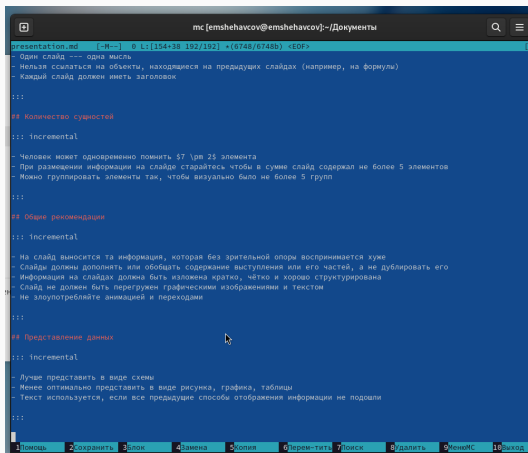 mc [emshehavcov@emshehavcov]:~/Документы
presentation.md [-M--] 0 L:[154+38 192/192] *(6748/6748b) <EOF>
- Один слайд --- одна мысль
- Нельзя ссылаться на объекты, находящиеся на предыдущих слайдах (например, на формулы)
- Каждый слайд должен иметь заголовок
:::
## Количество сущностей
::: incremental
- Человек может одновременно помнить $7 \pm 2$ элемента
- При размещении информации на слайде старайтесь чтобы в сумме слайд содержал не более 5 элементов
- Можно группировать элементы так, чтобы визуально было не более 5 групп
:::
## Общие рекомендации
::: incremental
- На слайд выносится та информация, которая без зрительной опоры воспринимается хуже
- Слайды должны дополнять или обобщать содержание выступления или его частей, а не дублировать его
- Информация на слайдах должна быть изложена кратко, чётко и хорошо структурирована
- Слайд не должен быть перегружен графическими изображениями и текстом
- Не злоупотребляйте анимацией и переходами
:::
## Представление данных
::: incremental
- Лучше представить в виде схемы
- Менее оптимально представить в виде рисунка, графика, таблицы
- Текст используется, если все предыдущие способы отображения информации не подошли
:::
1Помощь 2Сохранить 3Блок 4Замена 5Копия 6Перем~тить 7Поиск 8Удалить 9МенюМС 10Выход